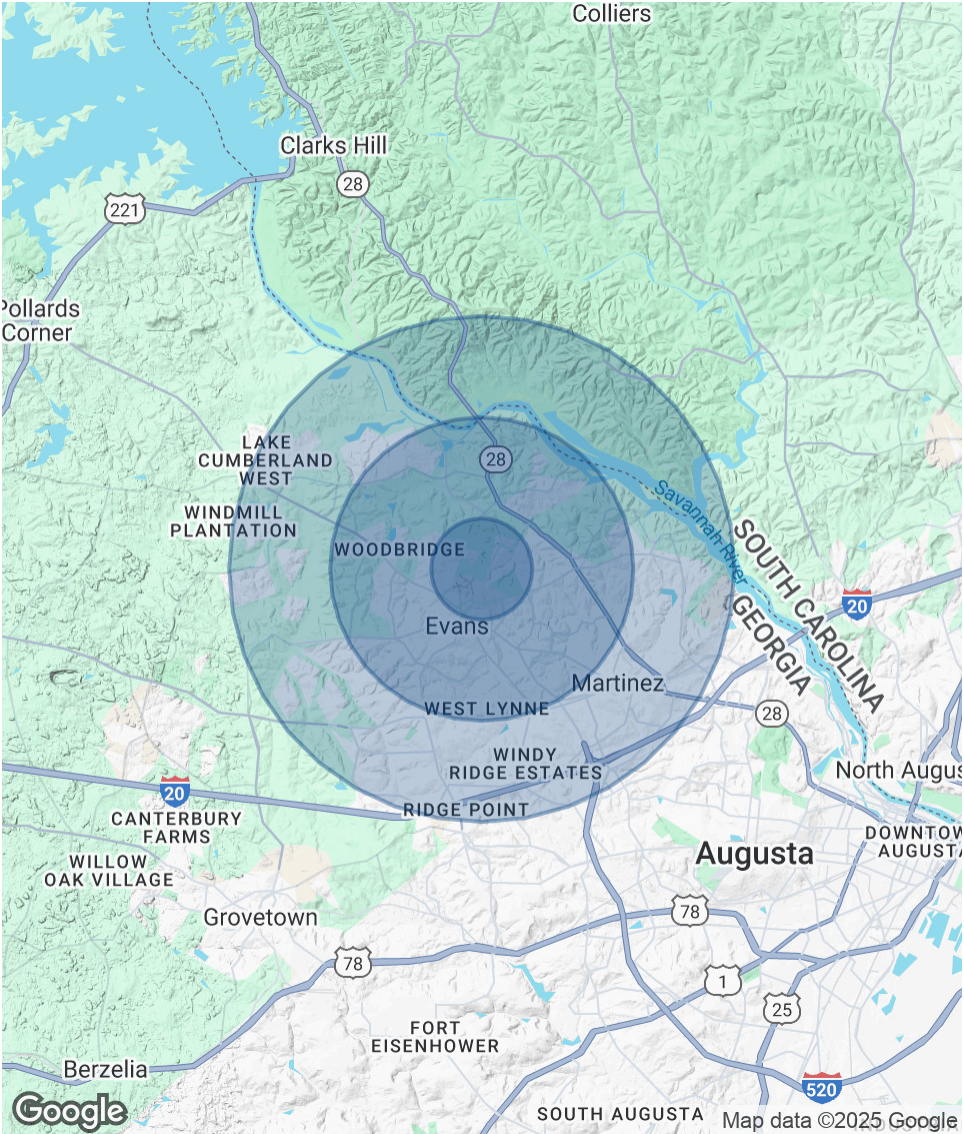 Colliers
Clarks Hill
28
221
Pollards
Corner
LAKE
CUMBERLAND
WEST
28
WINDMILL
PLANTATION
Savannah River
WOODBRIDGE
SOUTH CAROLINA
GEORGIA
20
Evans
Martinez
WEST LYNNE
28
WINDY
RIDGE ESTATES
North Augus
20
RIDGE POINT
CANTERBURY
FARMS
DOWNTOW
AUGUSTA
Augusta
WILLOW
OAK VILLAGE
78
Grovetown
78
1
25
FORT
EISENHOWER
Berzelia
520
Google
SOUTH AUGUSTA
Map data ©2025 Google